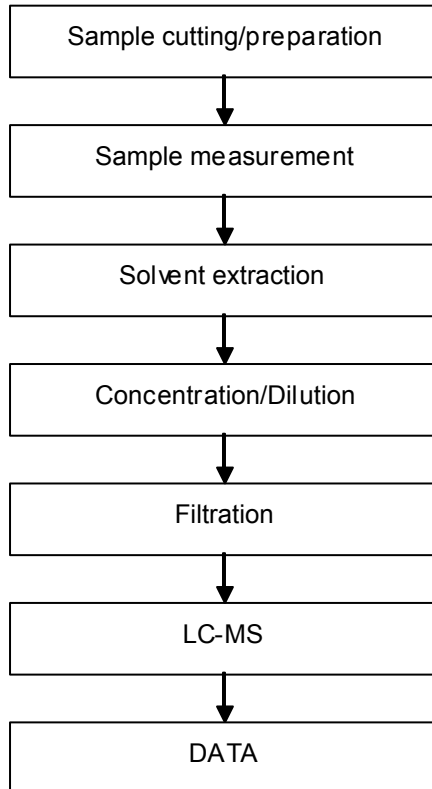 Sample cutting/preparation
Sample measurement
Solvent extraction
Concentration/Dilution
Filtration
LC-MS
DATA